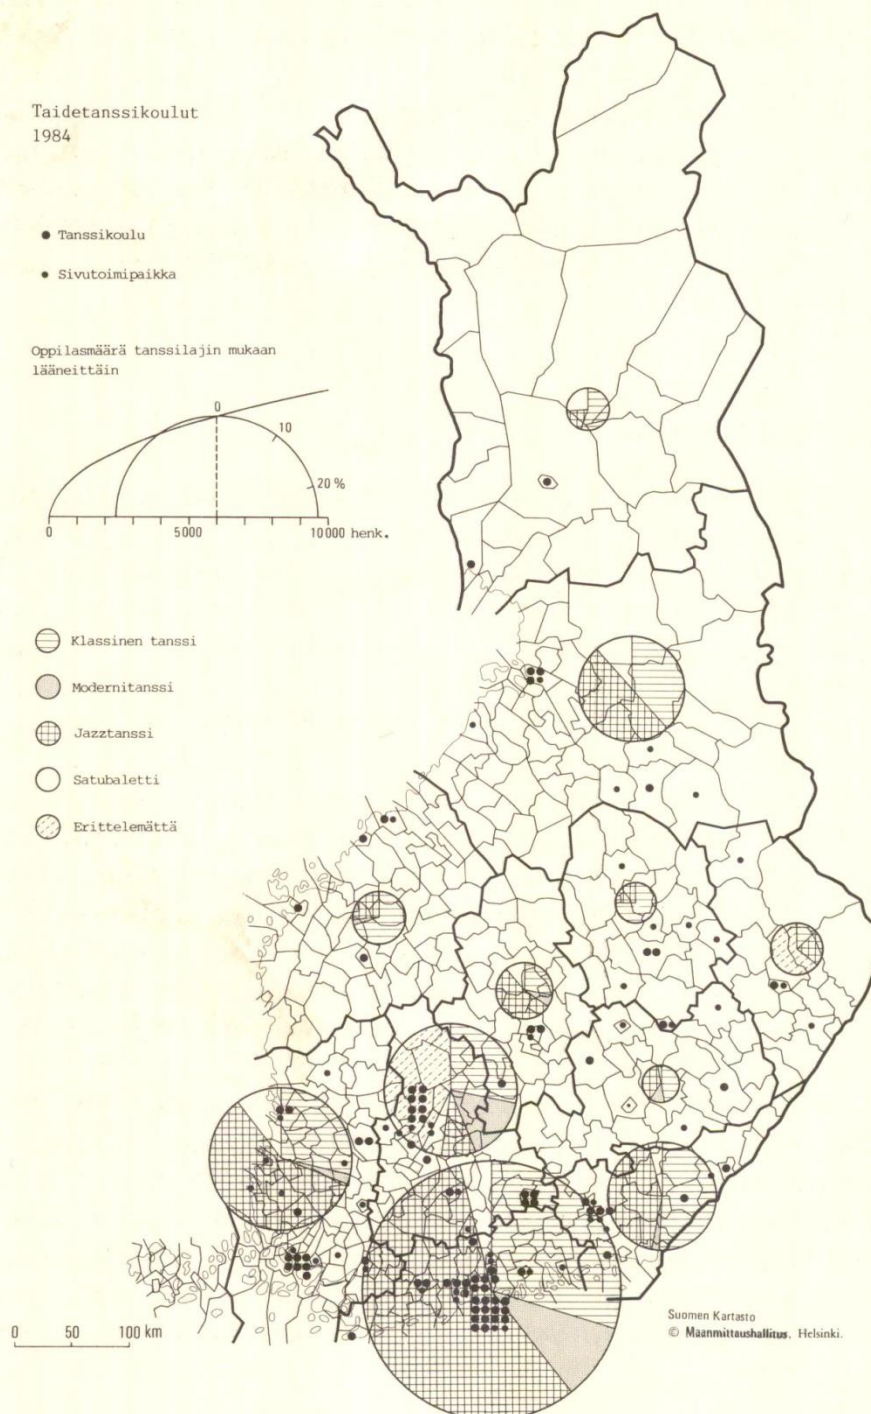 Taidetanssikoulut
1984
Tanssikoulu
Sivutoimipaikka
Oppilasmäärä tanssilajin mukaan
lääneittäin
0
10
20 %
0 5000 10000 henk.
Klassinen tanssi
Modernitanssi
Jazztanssi
Satubaletti
Erittelemättä
0 50 100 km
Suomen Kartasto
© Maanmittaushallitus, Helsinki.